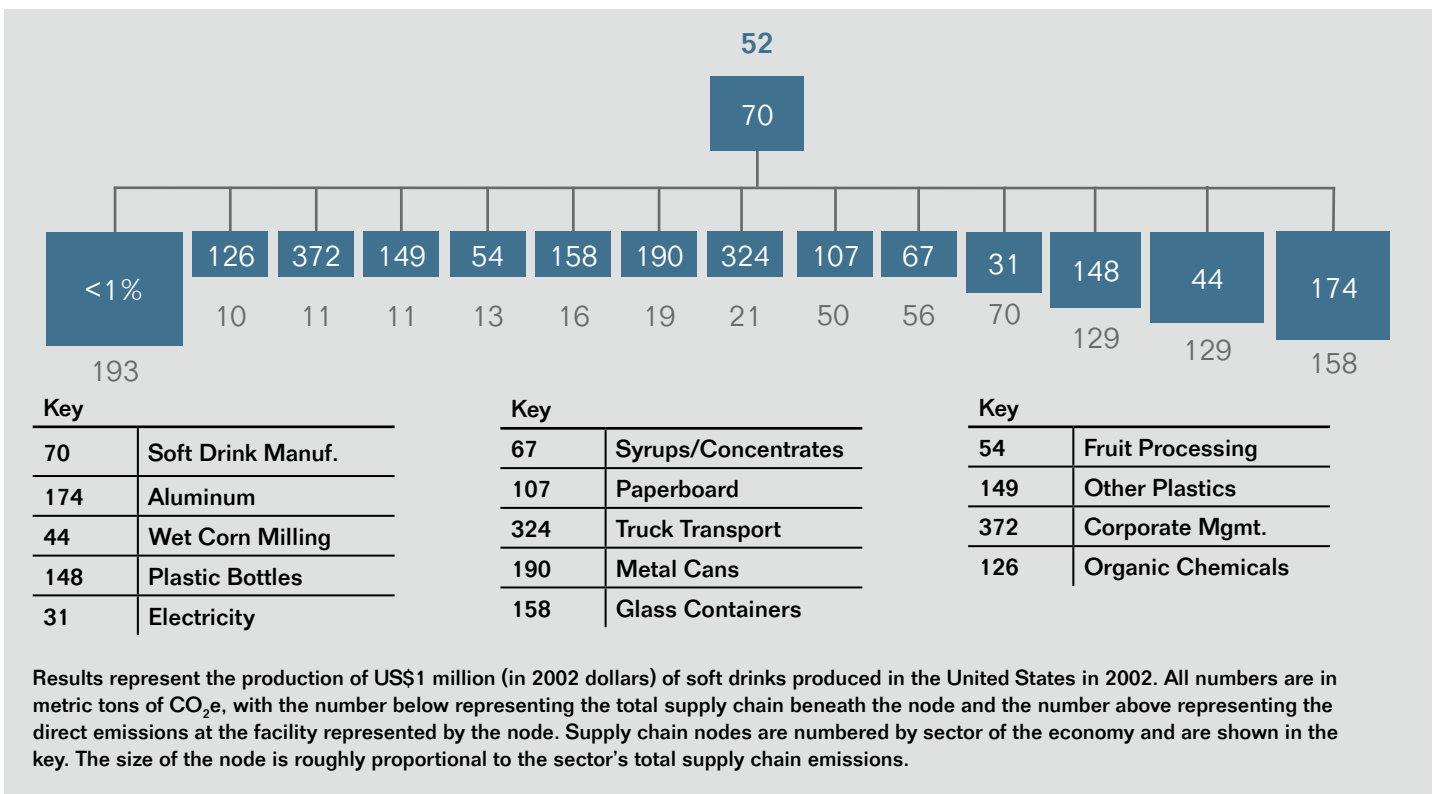 52
70
<1%
126
372
149
54
158
190
324
107
67
31
148
44
174
193
10
11
11
13
16
19
21
50
56
70
129
129
158
Key
70 Soft Drink Manuf.
174 Aluminum
44 Wet Corn Milling
148 Plastic Bottles
31 Electricity
Key
67 Syrups/Concentrates
107 Paperboard
324 Truck Transport
190 Metal Cans
158 Glass Containers
Key
54 Fruit Processing
149 Other Plastics
372 Corporate Mgmt.
126 Organic Chemicals
Results represent the production of US$1 million (in 2002 dollars) of soft drinks produced in the United States in 2002. All numbers are in
metric tons of CO₂e, with the number below representing the total supply chain beneath the node and the number above representing the
direct emissions at the facility represented by the node. Supply chain nodes are numbered by sector of the economy and are shown in the
key. The size of the node is roughly proportional to the sector's total supply chain emissions.